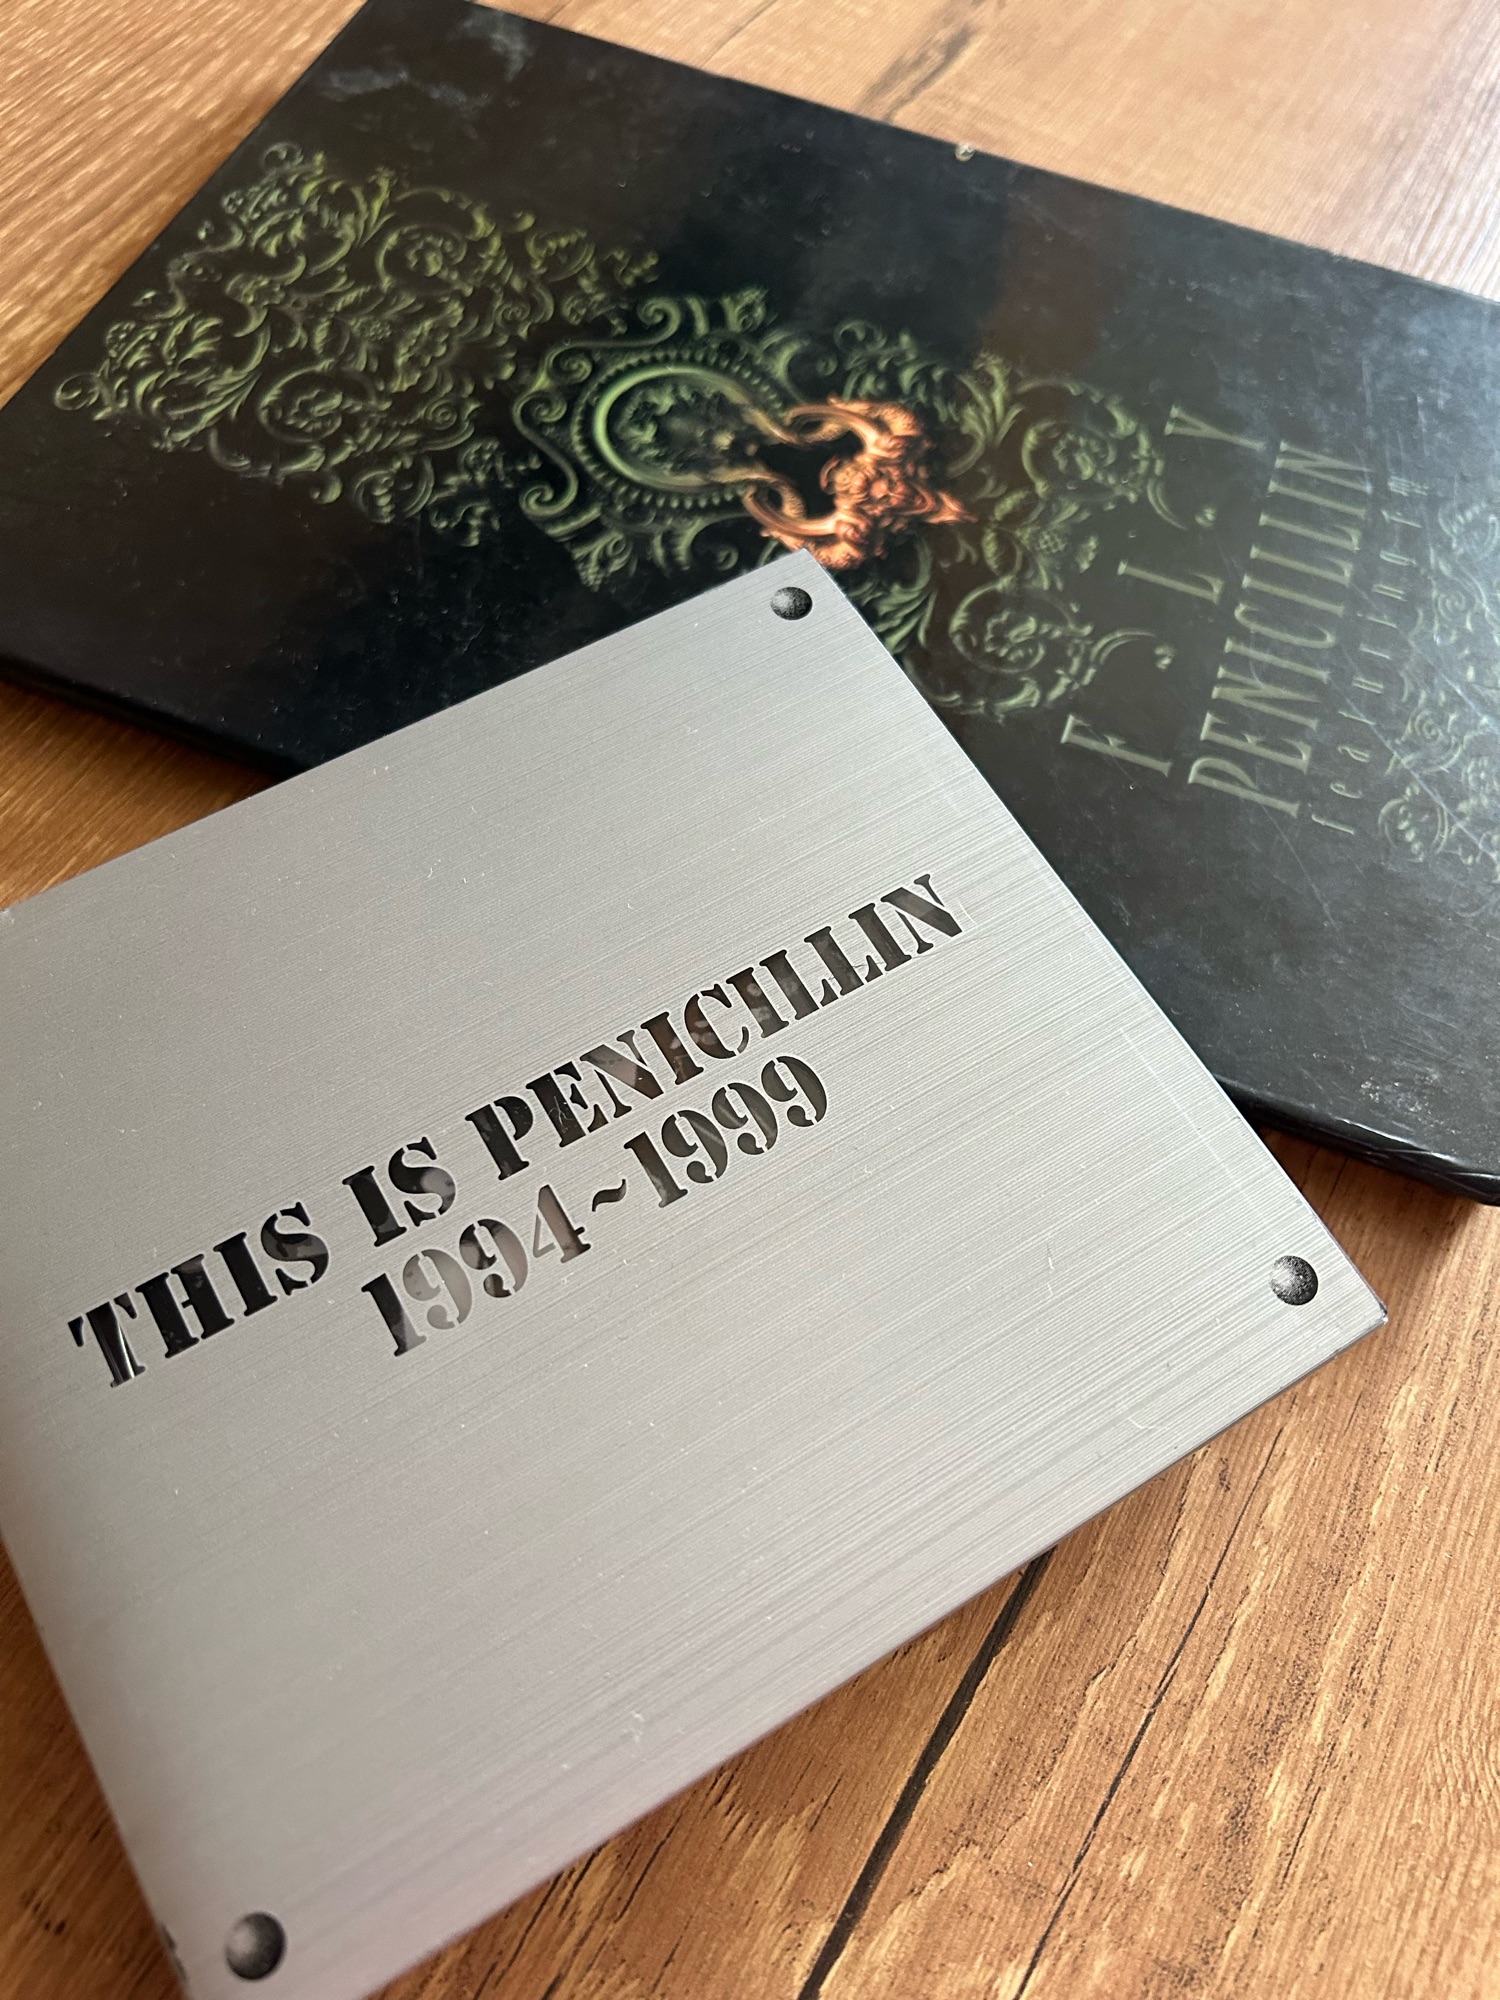 F. L. Y
PENICILLIN
THIS IS PENICILLIN
1994~1999